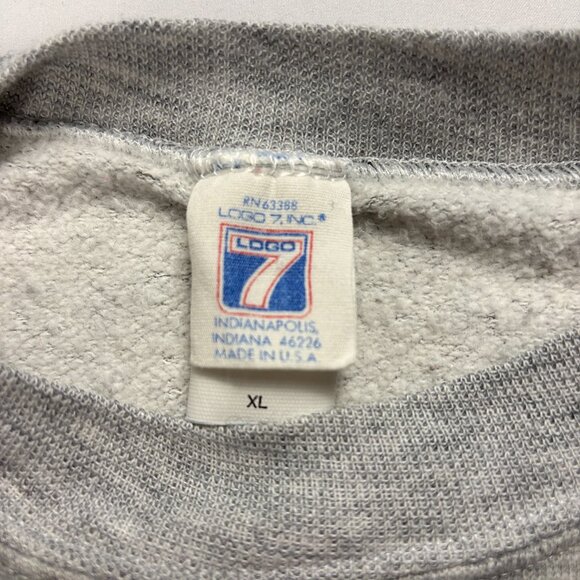 RN 63388
LOGO 7, INC.®
LOGO
7
INDIANAPOLIS,
INDIANA 46226
MADE IN U.S.A
XL